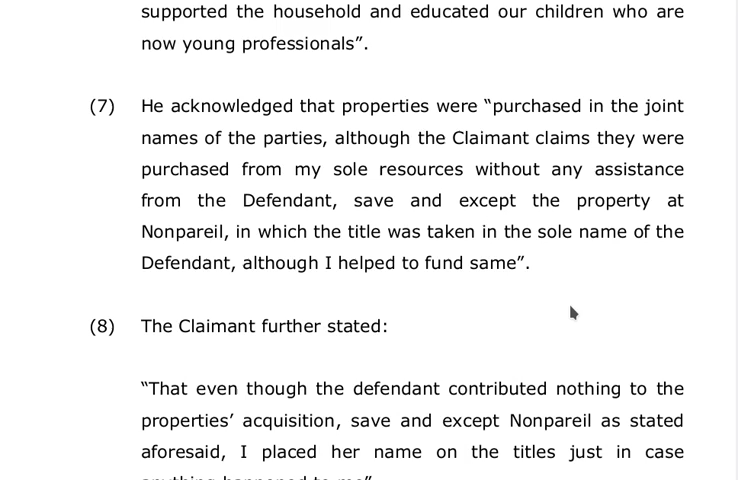 supported the household and educated our children who are
now young professionals”.
(7) He acknowledged that properties were “purchased in the joint
names of the parties, although the Claimant claims they were
purchased from my sole resources without any assistance
from the Defendant, save and except the property at
Nonpareil, in which the title was taken in the sole name of the
Defendant, although I helped to fund same”.
(8) The Claimant further stated:
“That even though the defendant contributed nothing to the
properties’ acquisition, save and except Nonpareil as stated
aforesaid, I placed her name on the titles just in case
anything happened to me”